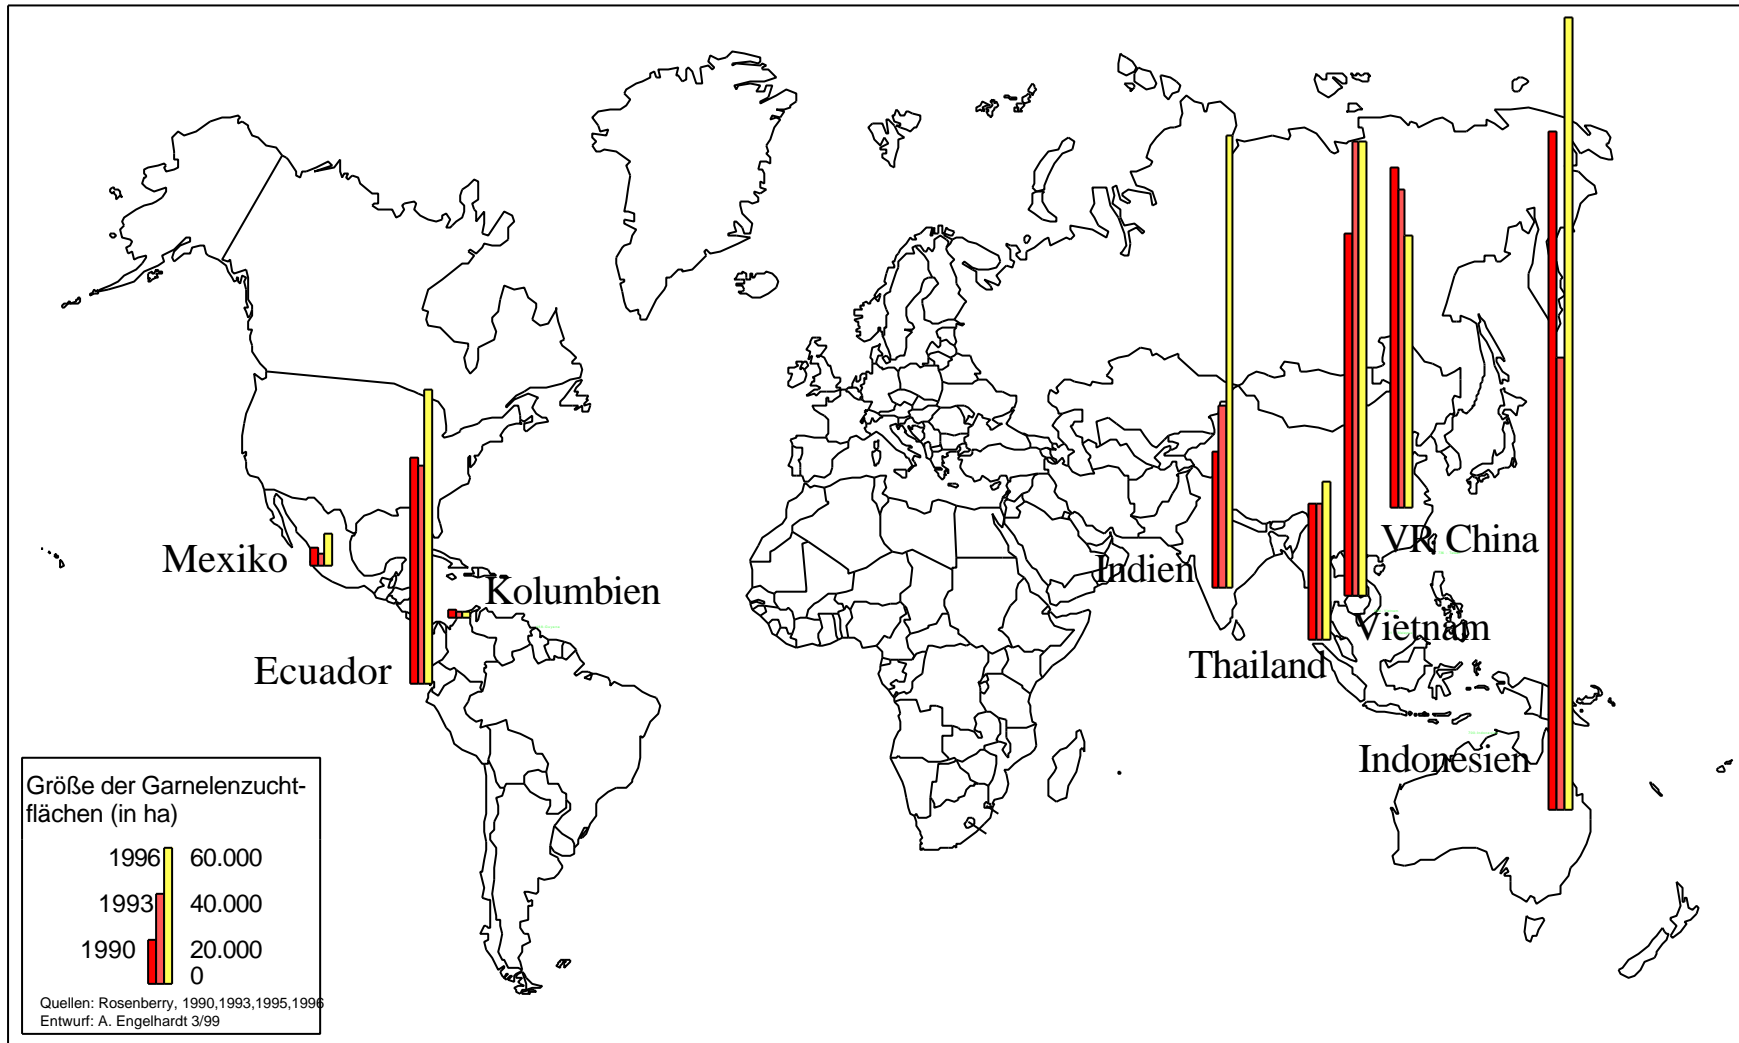 Mexiko
Kolumbien
Ecuador
Indien
VR China
Vietnam
Thailand
Indonesien
Größe der Garnelenzucht-
flächen (in ha)
1996 60.000
1993 40.000
1990 20.000
0
Quellen: Rosenberry, 1990,1993,1995,1996
Entwurf: A. Engelhardt 3/99